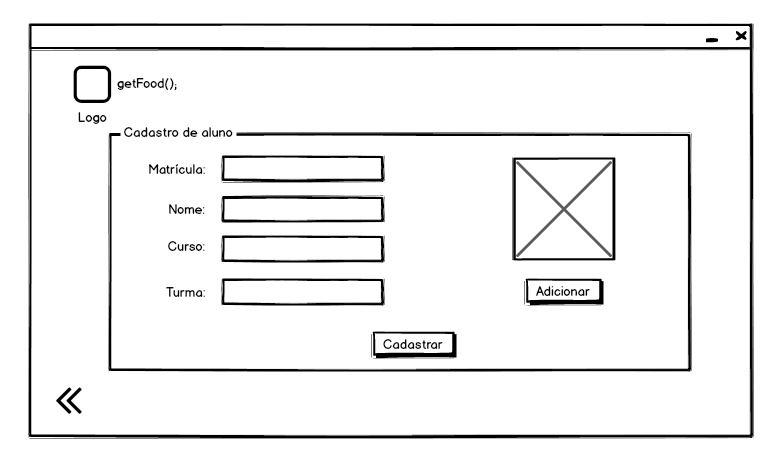 getFood();
Logo
Cadastro de aluno
Matrícula:
Nome:
Curso:
Turma:
Adicionar
Cadastrar